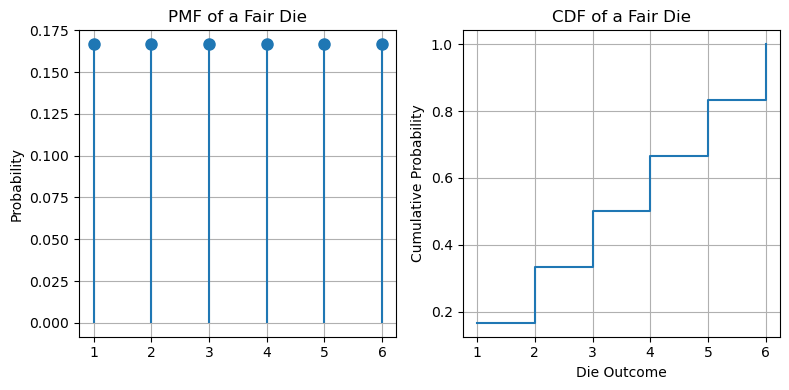 PMF of a Fair Die
Probability
0.175
0.150
0.125
0.100
0.075
0.050
0.025
0.000
1 2 3 4 5 6
CDF of a Fair Die
Cumulative Probability
1.0
0.8
0.6
0.4
0.2
1 2 3 4 5 6
Die Outcome